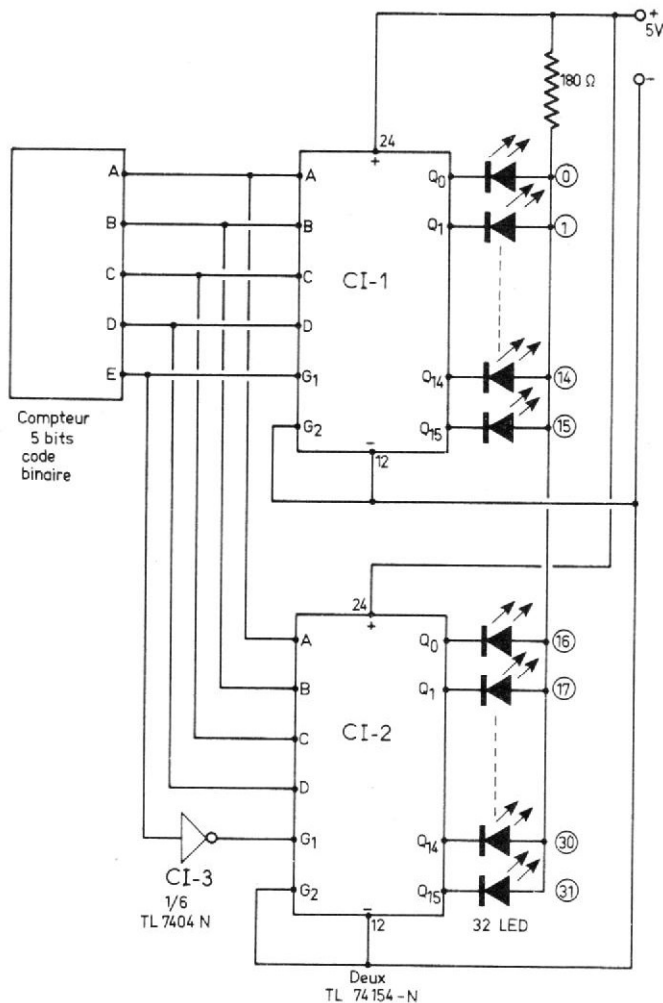 +
5V
180 Ω
−
24
+
A A Q0 0
B B Q1 1
C C
CI-1
D D
E G1 Q14 14
G2 Q15 15
−
12
Compteur
5 bits
code
binaire
24
+
A Q0 16
B Q1 17
C
CI-2
D
G1 Q14 30
CI-3
1/6
TL 7404 N
G2 Q15 31
−
12
32 LED
Deux
TL 74154-N